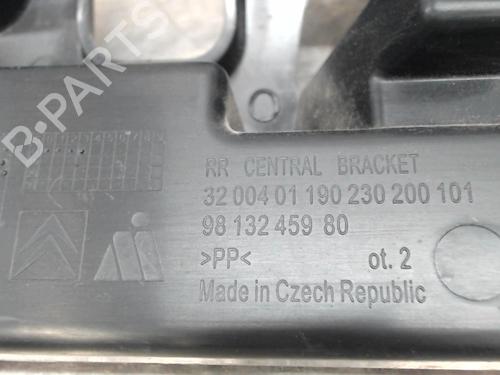 B-PARTS
RR CENTRAL BRACKET
32 004 01 190 230 200 101
98 132 459 80
>PP< ot. 2
Made in Czech Republic